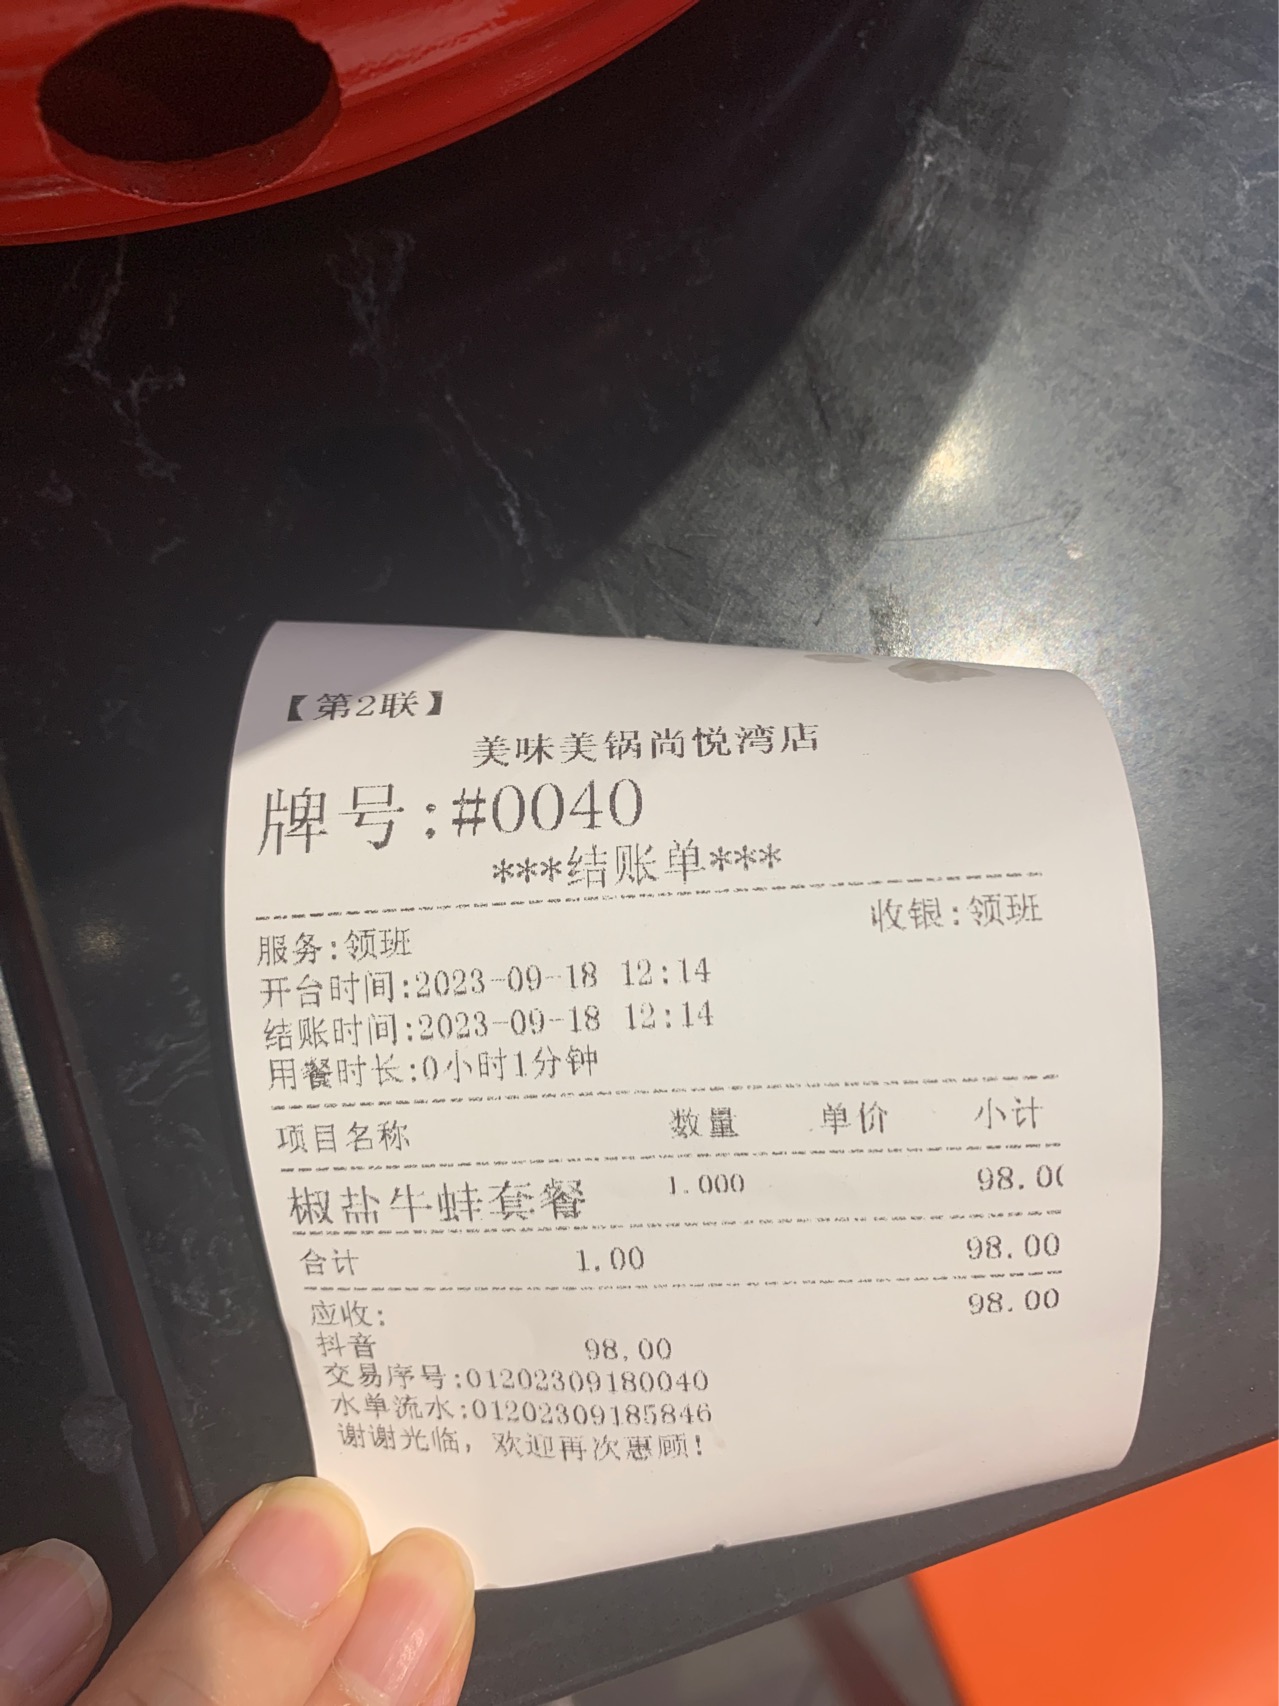 【第2联】
美味美锅尚悦湾店
牌号:#0040
***结账单***
服务:领班 收银:领班
开台时间:2023-09-18 12:14
结账时间:2023-09-18 12:14
用餐时长:0小时1分钟
项目名称 数量 单价 小计
椒盐牛蛙套餐 1.000 98.00
合计 1.00 98.00
应收: 98.00
抖音 98.00
交易序号:01202309180040
水单流水:01202309185846
谢谢光临,欢迎再次惠顾!